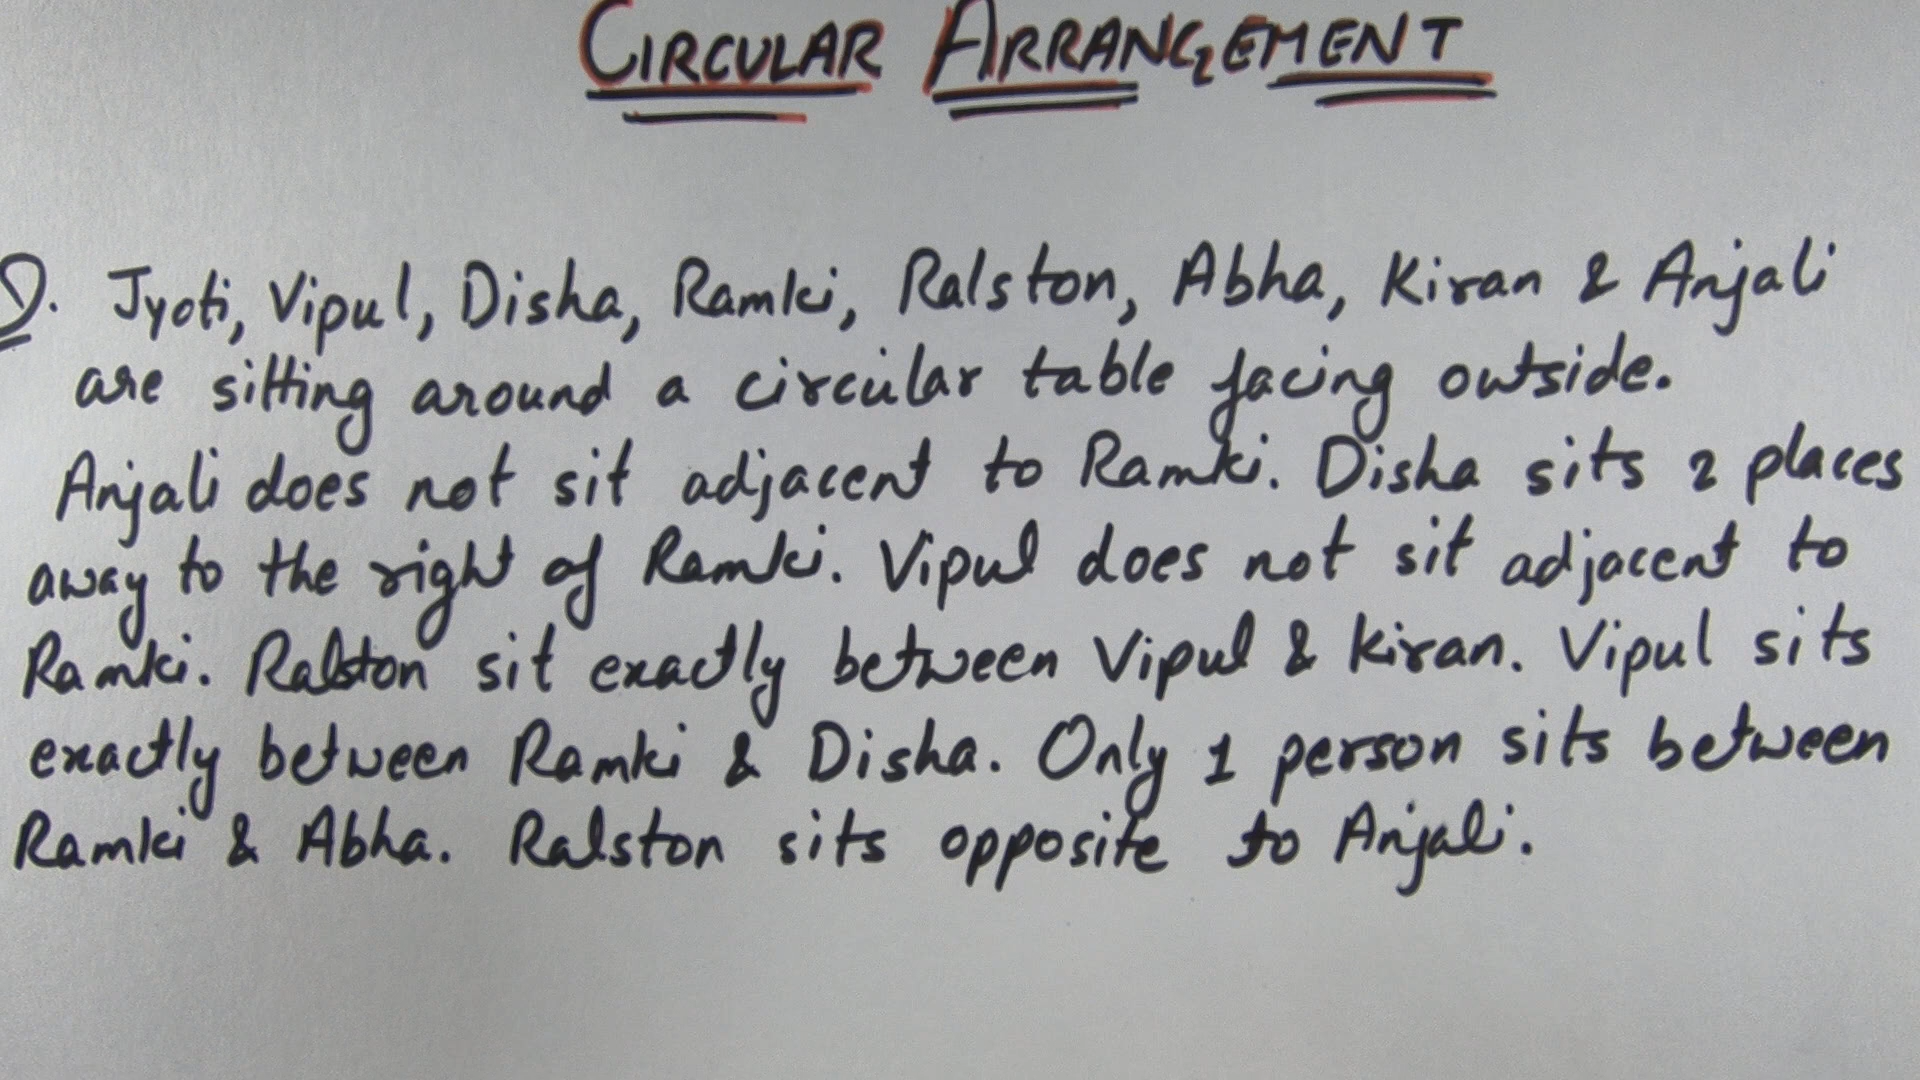 CIRCULAR ARRANGEMENT
Q. Jyoti, Vipul, Disha, Ramki, Ralston, Abha, Kiran & Anjali
are sitting around a circular table facing outside.
Anjali does not sit adjacent to Ramki. Disha sits 2 places
away to the right of Ramki. Vipul does not sit adjacent to
Ramki. Ralston sit exactly between Vipul & Kiran. Vipul sits
exactly between Ramki & Disha. Only 1 person sits between
Ramki & Abha. Ralston sits opposite to Anjali.